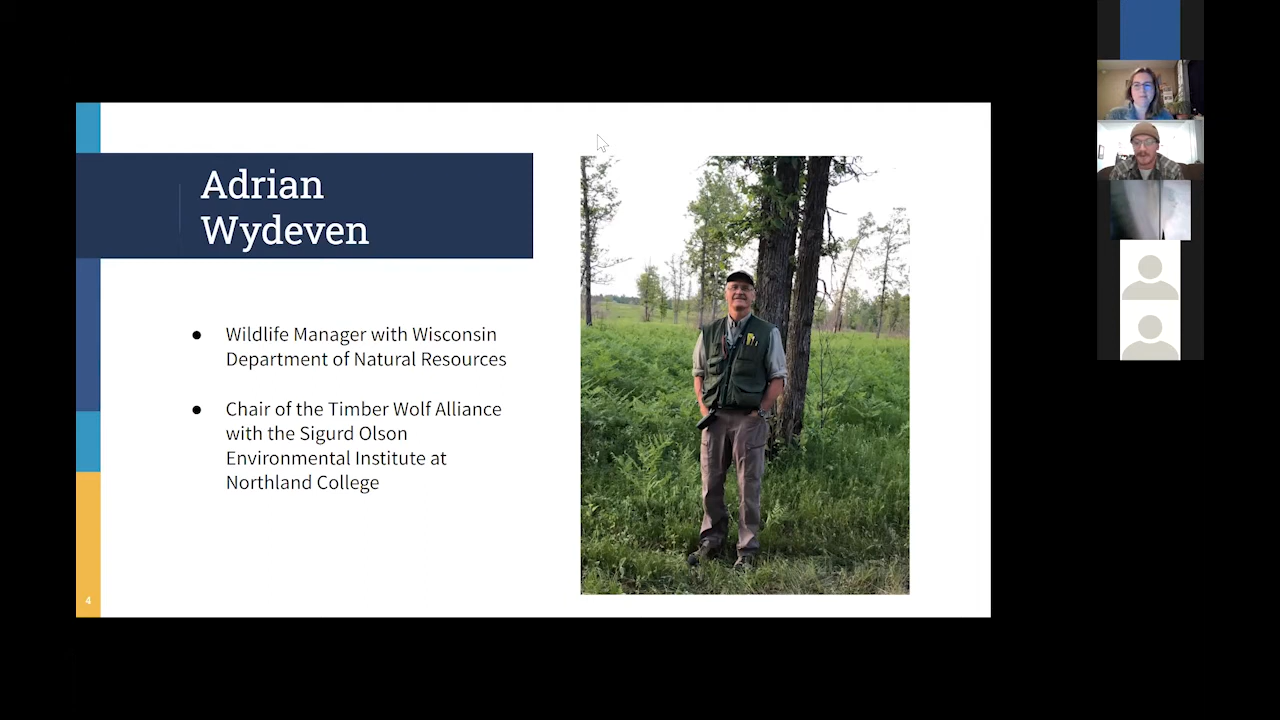 Adrian
Wydeven
● Wildlife Manager with Wisconsin
Department of Natural Resources
● Chair of the Timber Wolf Alliance
with the Sigurd Olson
Environmental Institute at
Northland College
4